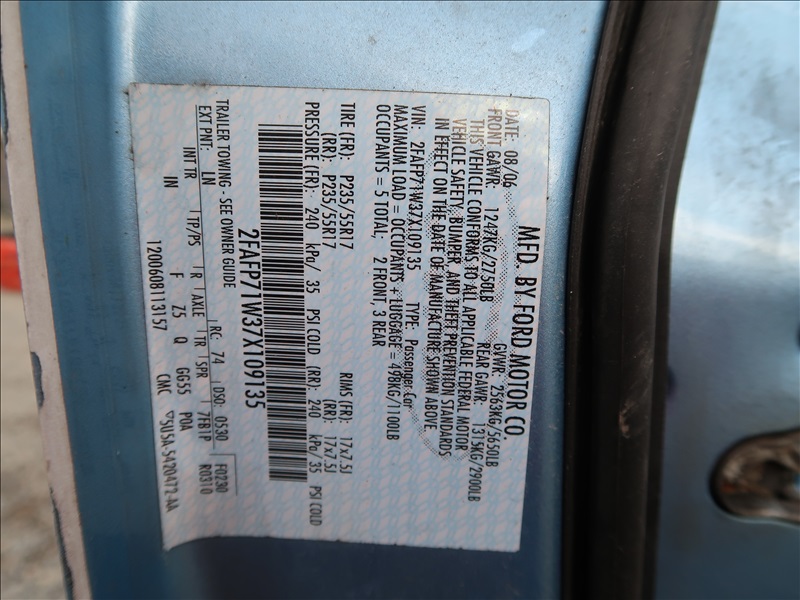 MFD. BY FORD MOTOR CO.
DATE: 08/06 GVWR: 2563KG/5650LB
FRONT GAWR: 1247KG/2750LB REAR GAWR: 1315KG/2900LB
THIS VEHICLE CONFORMS TO ALL APPLICABLE FEDERAL MOTOR
VEHICLE SAFETY, BUMPER, AND THEFT PREVENTION STANDARDS
IN EFFECT ON THE DATE OF MANUFACTURE SHOWN ABOVE.
VIN: 2FAFP71W37X109135 TYPE: Passenger Car
MAXIMUM LOAD = OCCUPANTS + LUGGAGE = 498KG/1100LB
OCCUPANTS = 5 TOTAL; 2 FRONT, 3 REAR
TIRE (FR): P235/55R17 RIMS (FR): 17x7.5J
(RR): P235/55R17 (RR): 17x7.5J
PRESSURE (FR): 240 kPa/ 35 PSI COLD (RR): 240 kPa/35 PSI COLD
2FAFP71W37X109135
TRAILER TOWING - SEE OWNER GUIDE
EXT PNT: LN RC: 74 DSO: 0530 F0230
R0310
INT TR TP/PS R AXLE TR SPR 7FB1P
IN F Z5 Q GG55 POA
1200608113157 CMC ▽5U5A-5420472-AA